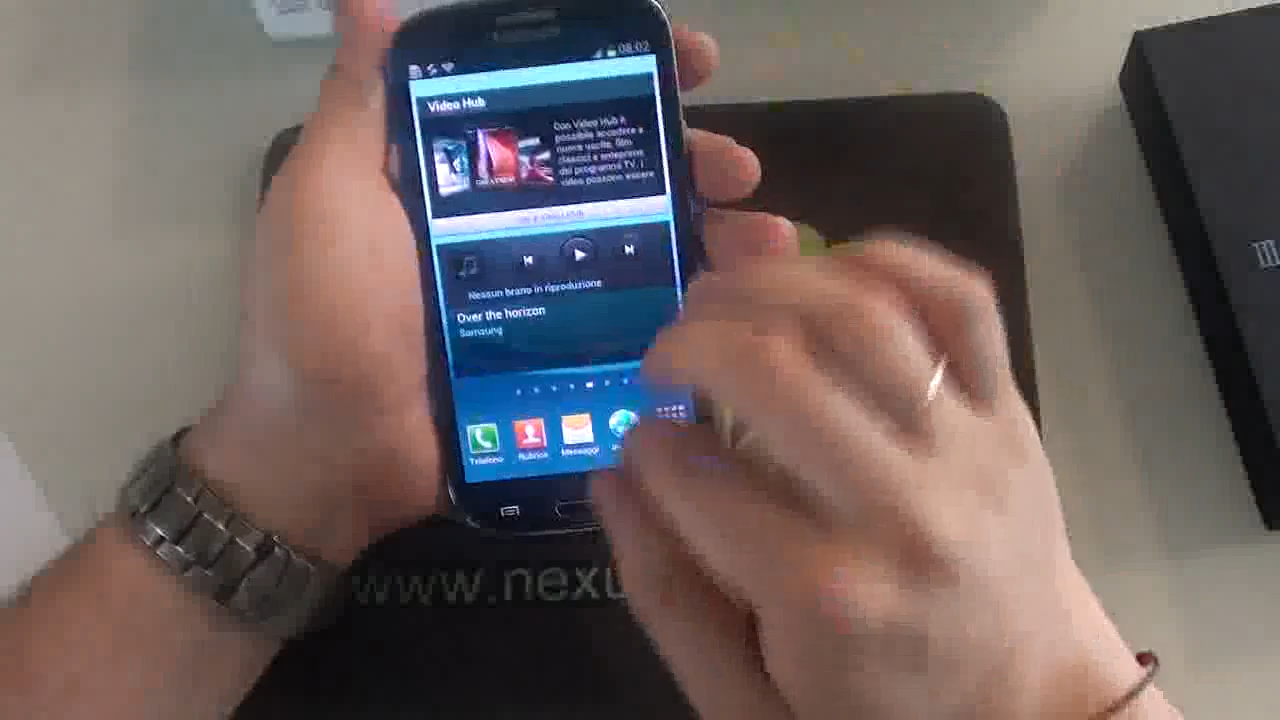 08:02
Video Hub
Con Video Hub è
possibile accedere a
nuove uscite, film
classici e anteprime
dei programmi TV. I
video possono essere
Nessun brano in riproduzione
Over the horizon
Samsung
Telefono
Rubrica
Messaggi
www.nexu